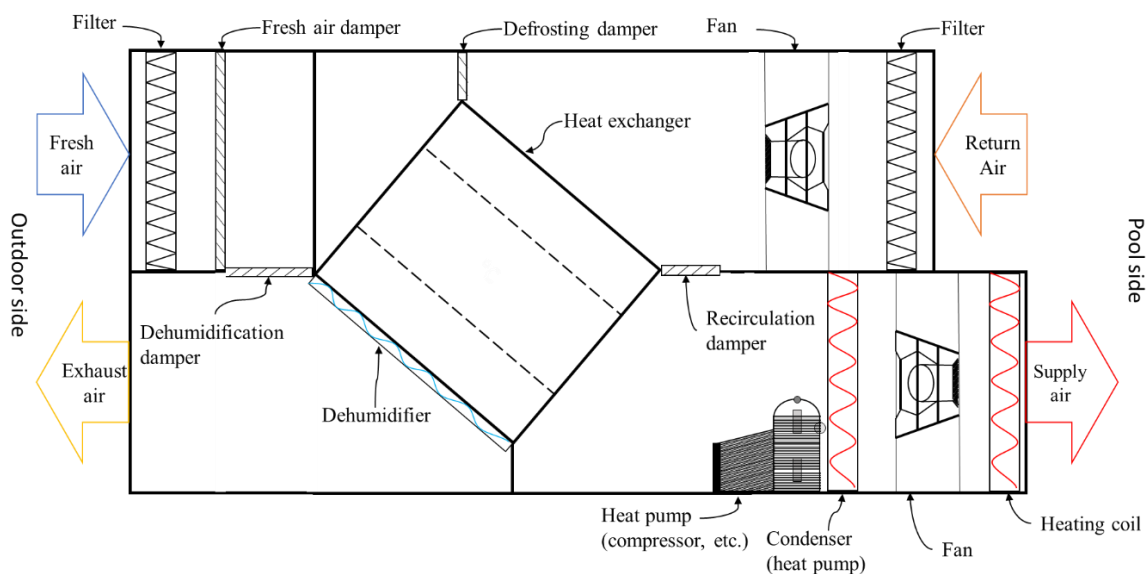 Filter
Fresh air damper
Defrosting damper
Fan
Filter
Heat exchanger
Fresh
air
Return
Air
Outdoor side
Pool side
Dehumidification
damper
Recirculation
damper
Exhaust
air
Dehumidifier
Supply
air
Heat pump
(compressor, etc.)
Condenser
(heat pump)
Fan
Heating coil